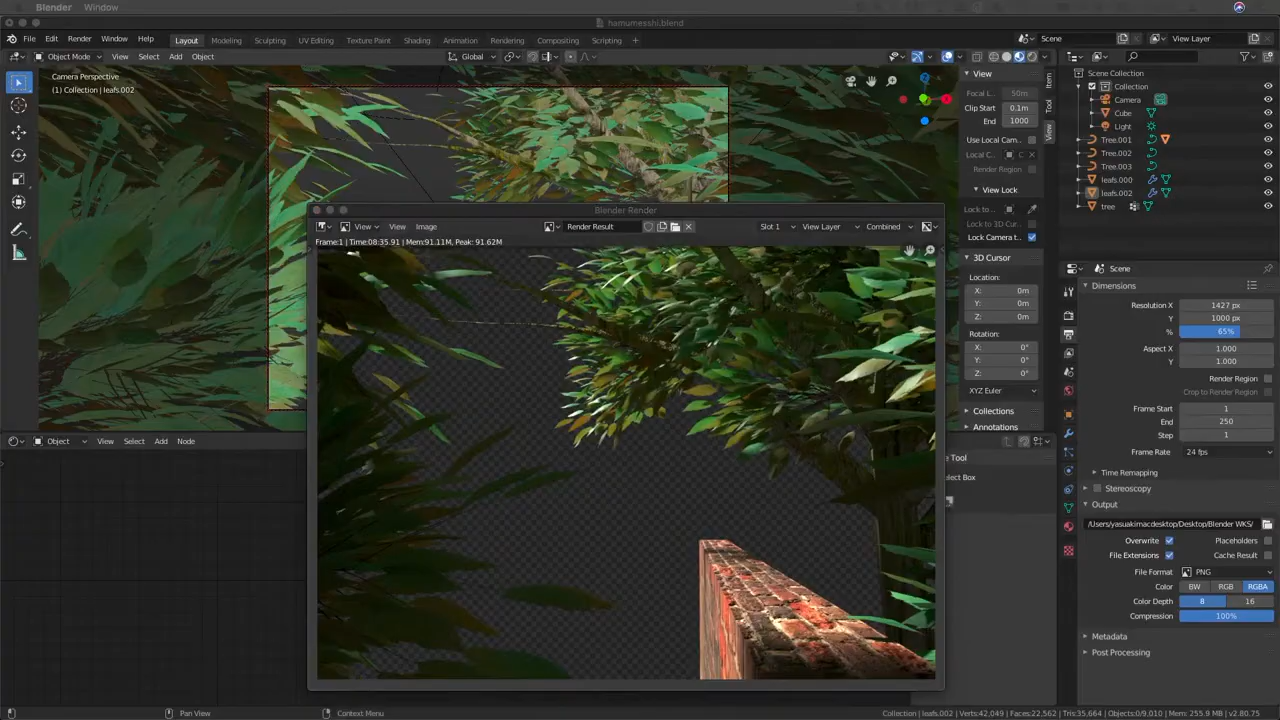 Blender Window
hamumesshi.blend
File Edit Render Window Help Layout Modeling Sculpting UV Editing Texture Paint Shading Animation Rendering Compositing Scripting + Scene View Layer
Object Mode View Select Add Object Global
Camera Perspective
(1) Collection | leafs.002
View
Focal L... 50m
Clip Start 0.1m
End 1000
Use Local Cam...
Local C...
Render Region
View Lock
Lock to...
Lock to 3D Cur...
Lock Camera t...
3D Cursor
Location:
X: 0m
Y: 0m
Z: 0m
Rotation:
X: 0°
Y: 0°
Z: 0°
XYZ Euler
Collections
Annotations
Item
Tool
View
Scene Collection
Collection
Camera
Cube
Light
Tree.001
Tree.002
Tree.003
leafs.000
leafs.002
tree
Blender Render
View View Image Render Result Slot 1 View Layer Combined
Frame:1 | Time:08:35.91 | Mem:91.11M, Peak: 91.62M
Object View Select Add Node
e Tool
elect Box
Scene
Dimensions
Resolution X 1427 px
Y 1000 px
% 65%
Aspect X 1.000
Y 1.000
Render Region
Crop to Render Region
Frame Start 1
End 250
Step 1
Frame Rate 24 fps
Time Remapping
Stereoscopy
Output
/Users/yasuakimacdesktop/Desktop/Blender WKS/
Overwrite Placeholders
File Extensions Cache Result
File Format PNG
Color BW RGB RGBA
Color Depth 8 16
Compression 100%
Metadata
Post Processing
Pan View Context Menu Collection | leafs.002 | Verts:42,049 | Faces:22,562 | Tris:35,664 | Objects:0/9,010 | Mem: 255.9 MB | v2.80.75